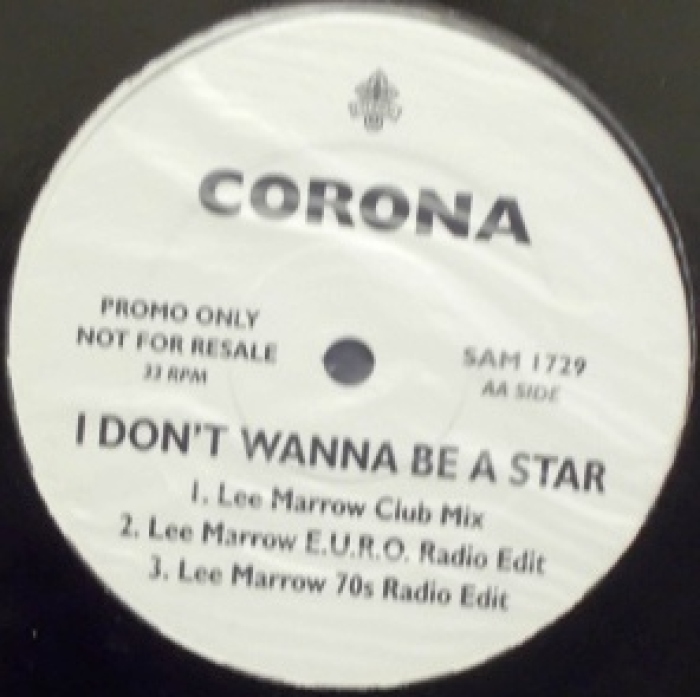 CORONA
PROMO ONLY
NOT FOR RESALE
33 RPM
SAM 1729
AA SIDE
I DON'T WANNA BE A STAR
1. Lee Marrow Club Mix
2. Lee Marrow E.U.R.O. Radio Edit
3. Lee Marrow 70s Radio Edit